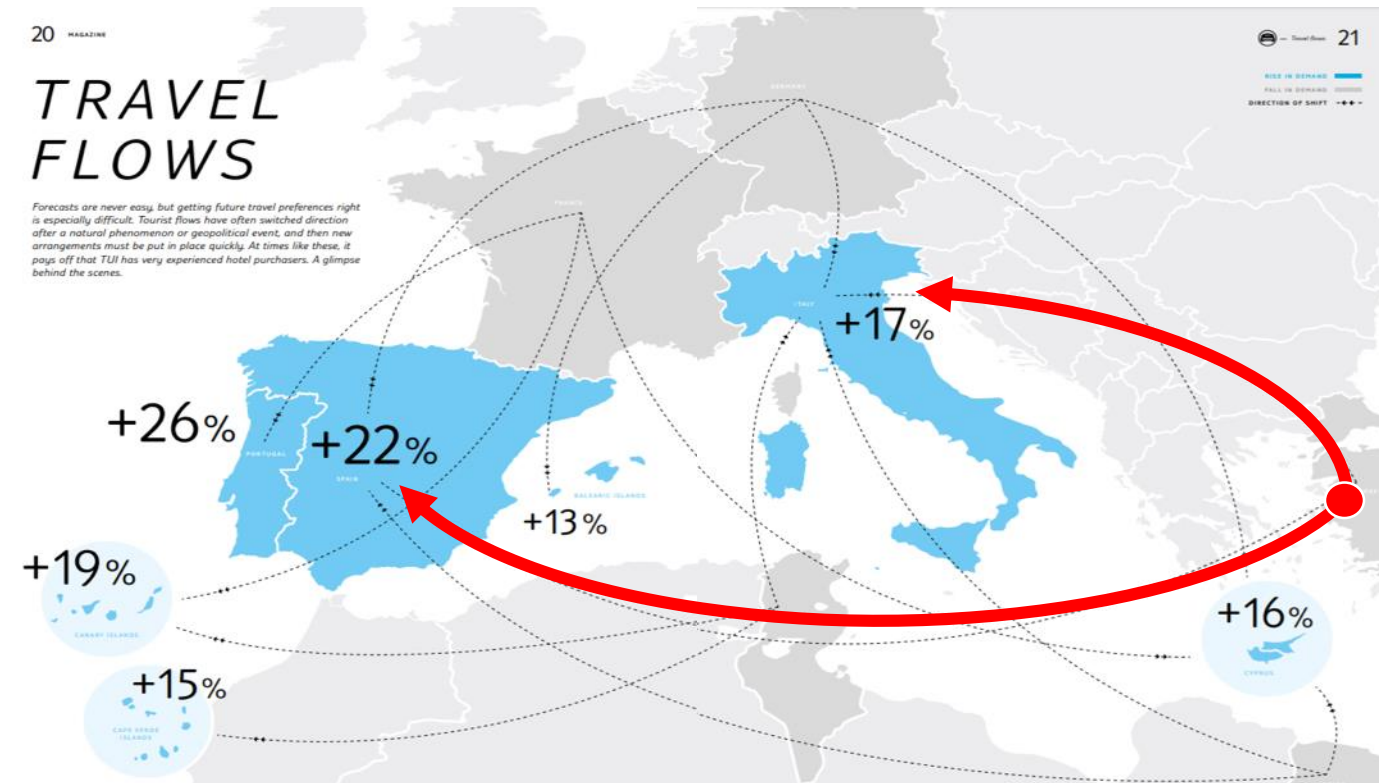 20 MAGAZINE
Travel flows 21
TRAVEL
FLOWS
Forecasts are never easy, but getting future travel preferences right
is especially difficult. Tourist flows have often switched direction
after a natural phenomenon or geopolitical event, and then new
arrangements must be put in place quickly. At times like these, it
pays off that TUI has very experienced hotel purchasers. A glimpse
behind the scenes.
RISE IN DEMAND
FALL IN DEMAND
DIRECTION OF SHIFT
GERMANY
FRANCE
ITALY
+17%
+26%
PORTUGAL
+22%
SPAIN
BALEARIC ISLANDS
+13%
+19%
CANARY ISLANDS
+15%
CAPE VERDE
ISLANDS
+16%
CYPRUS